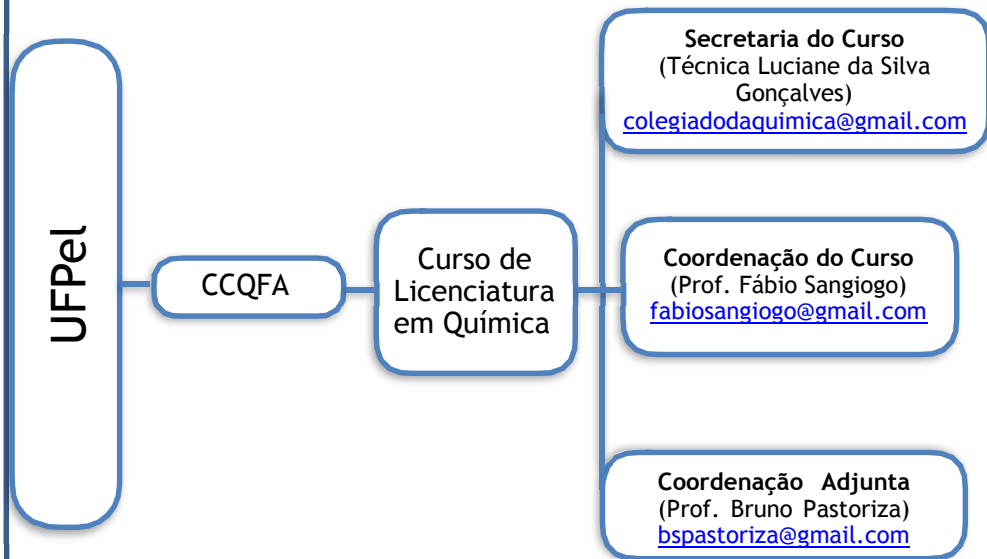 UFPel
CCQFA
Curso de
Licenciatura
em Química
Secretaria do Curso
(Técnica Luciane da Silva
Gonçalves)
colegiadodaquimica@gmail.com
Coordenação do Curso
(Prof. Fábio Sangiogo)
fabiosangiogo@gmail.com
Coordenação Adjunta
(Prof. Bruno Pastoriza)
bspastoriza@gmail.com